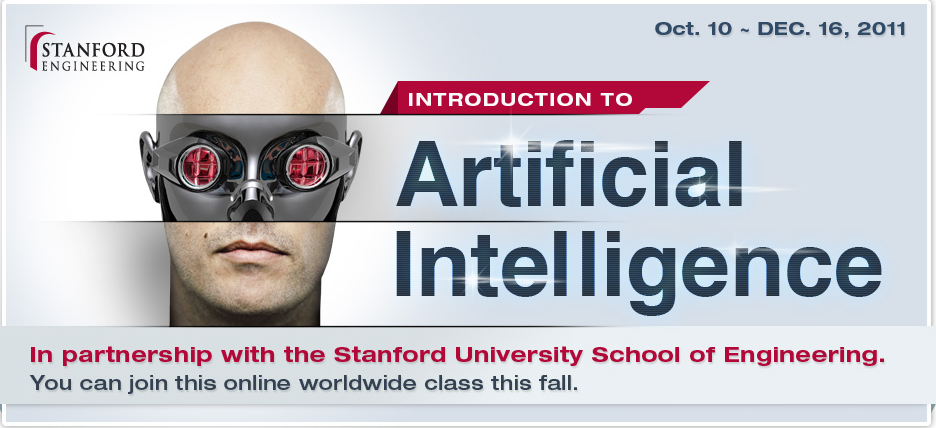 STANFORD
ENGINEERING
Oct. 10 ~ DEC. 16, 2011
INTRODUCTION TO
Artificial
Intelligence
In partnership with the Stanford University School of Engineering.
You can join this online worldwide class this fall.